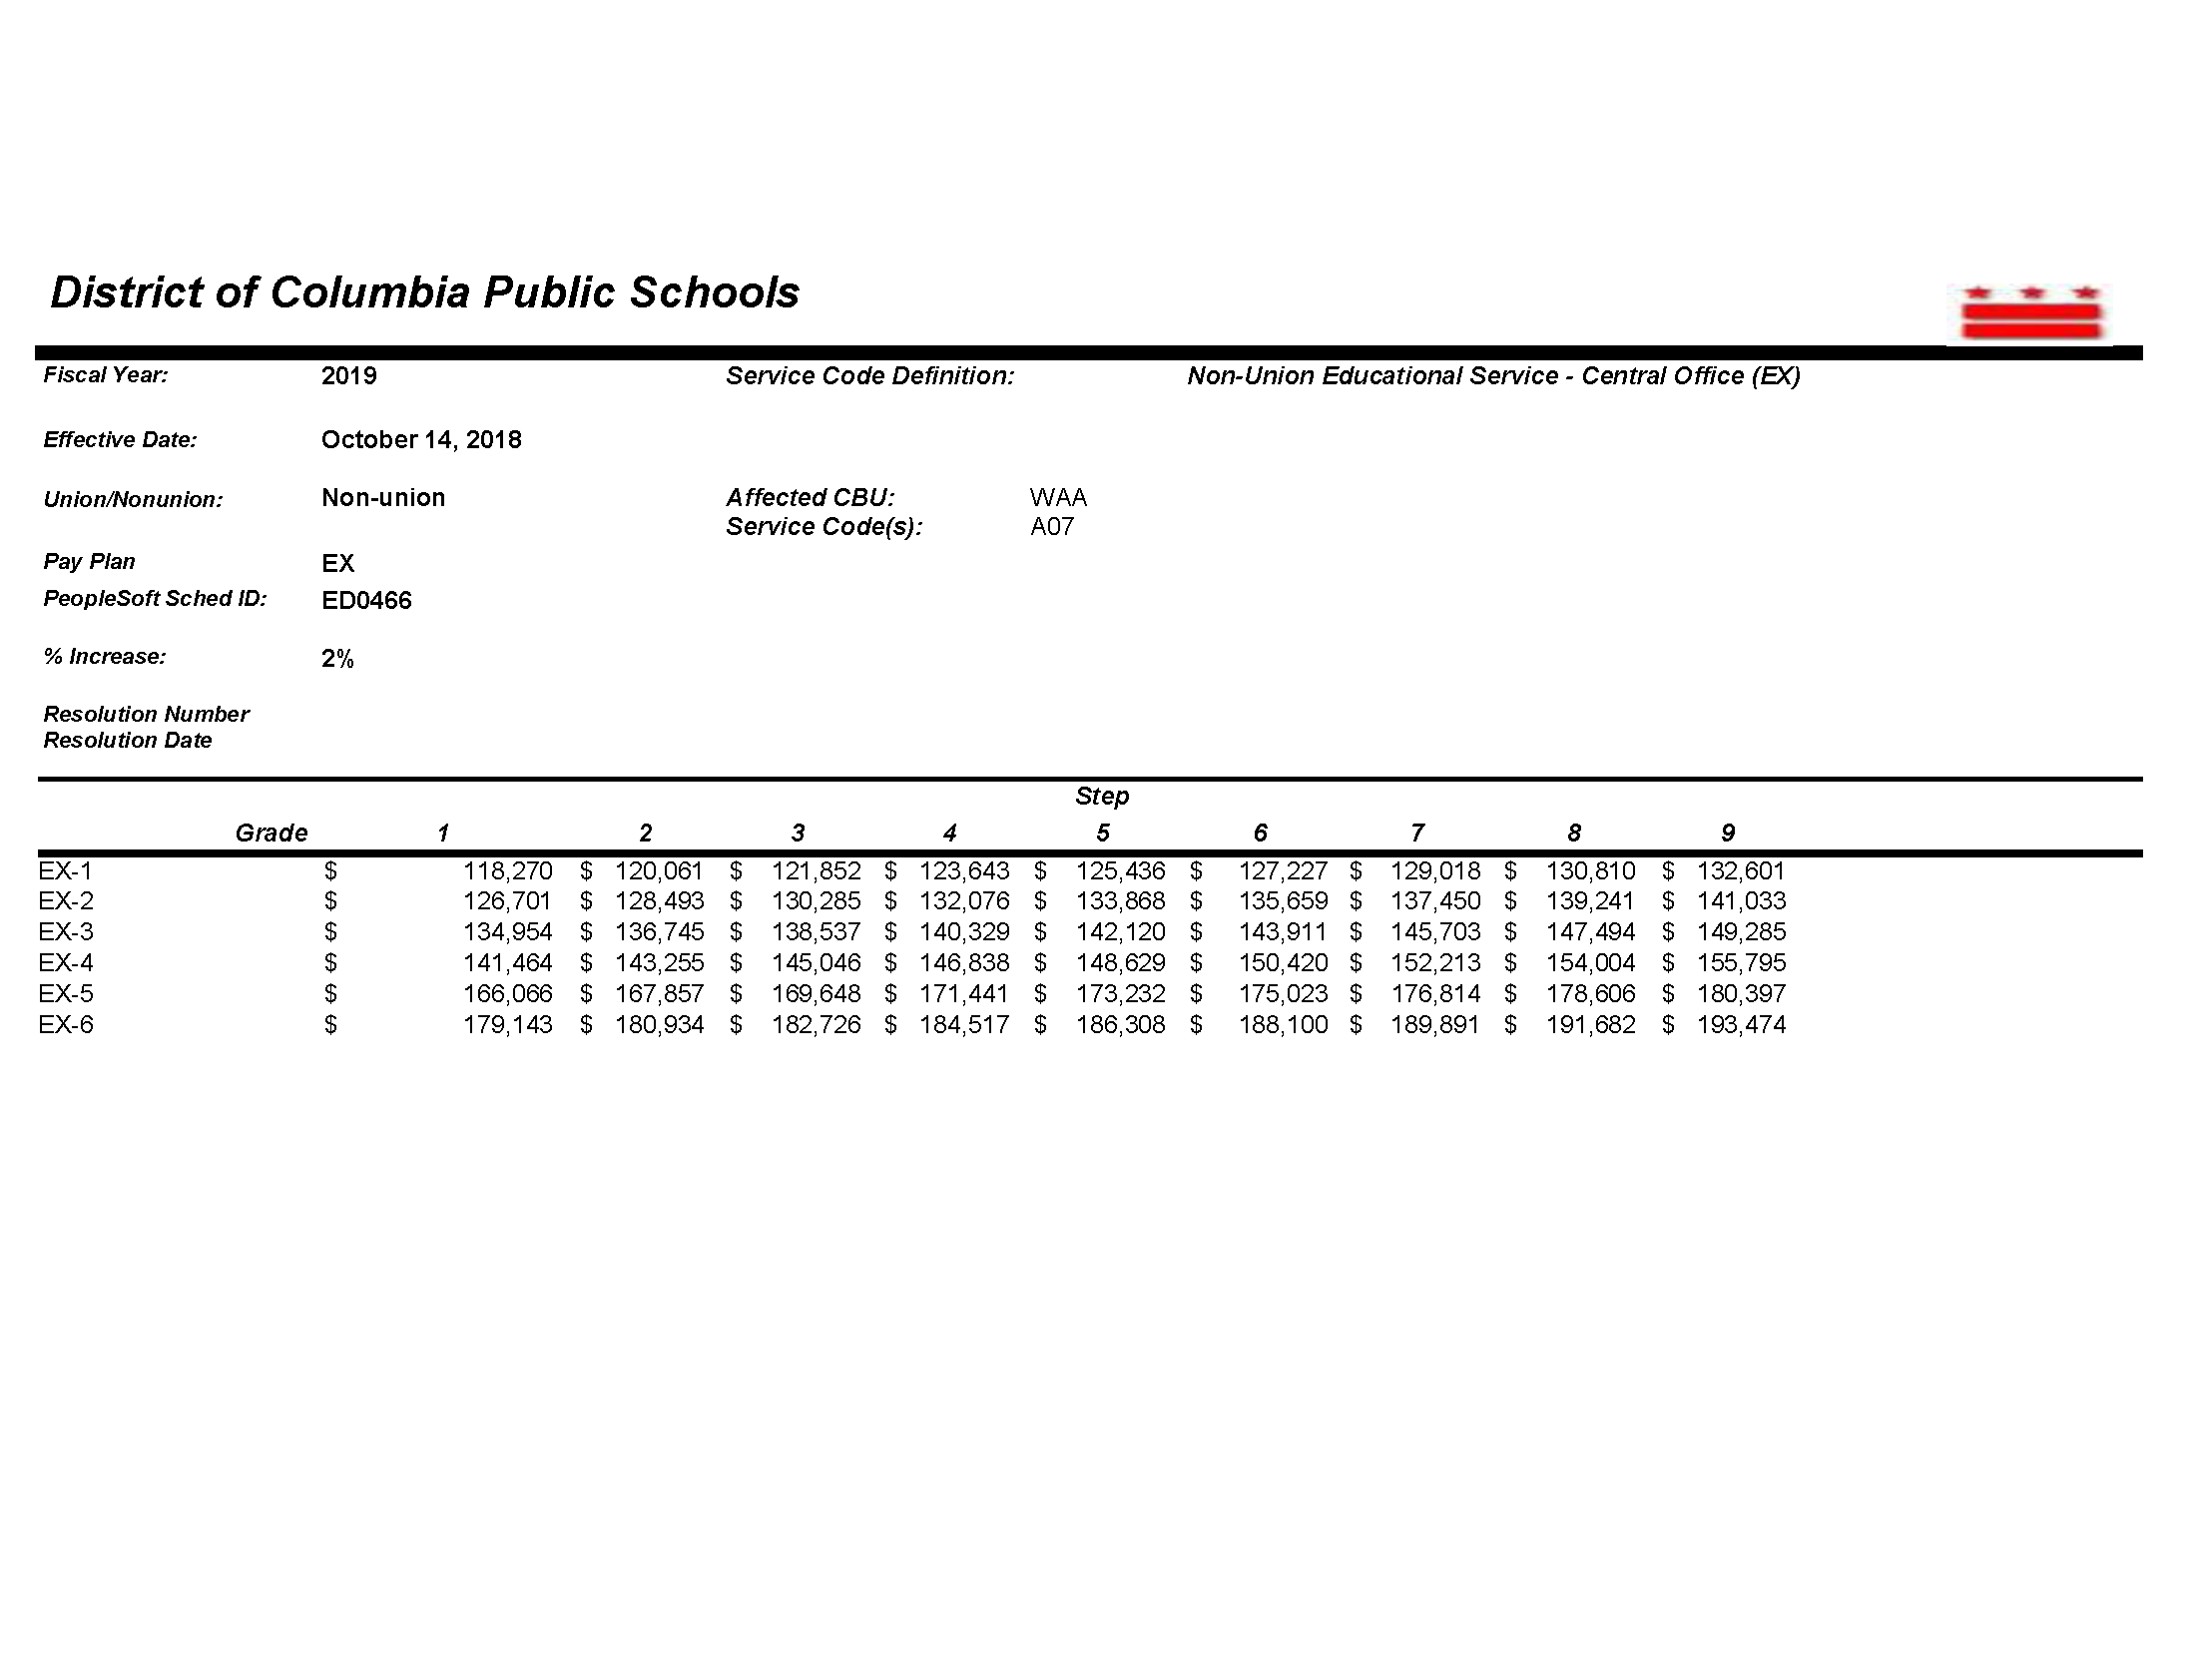 District of Columbia Public Schools
Fiscal Year: 2019 Service Code Definition: Non-Union Educational Service - Central Office (EX)
Effective Date: October 14, 2018
Union/Nonunion: Non-union Affected CBU: WAA
Service Code(s): A07
Pay Plan EX
PeopleSoft Sched ID: ED0466
% Increase: 2%
Resolution Number
Resolution Date
Step
Grade 1 2 3 4 5 6 7 8 9
EX-1 $ 118,270 $ 120,061 $ 121,852 $ 123,643 $ 125,436 $ 127,227 $ 129,018 $ 130,810 $ 132,601
EX-2 $ 126,701 $ 128,493 $ 130,285 $ 132,076 $ 133,868 $ 135,659 $ 137,450 $ 139,241 $ 141,033
EX-3 $ 134,954 $ 136,745 $ 138,537 $ 140,329 $ 142,120 $ 143,911 $ 145,703 $ 147,494 $ 149,285
EX-4 $ 141,464 $ 143,255 $ 145,046 $ 146,838 $ 148,629 $ 150,420 $ 152,213 $ 154,004 $ 155,795
EX-5 $ 166,066 $ 167,857 $ 169,648 $ 171,441 $ 173,232 $ 175,023 $ 176,814 $ 178,606 $ 180,397
EX-6 $ 179,143 $ 180,934 $ 182,726 $ 184,517 $ 186,308 $ 188,100 $ 189,891 $ 191,682 $ 193,474